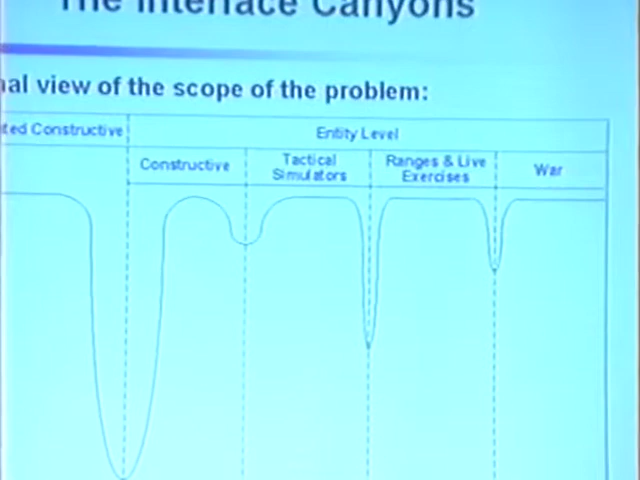 The Interface Canyons
nal view of the scope of the problem:
ted Constructive
Entity Level
Constructive
Tactical
Simulators
Ranges & Live
Exercises
War